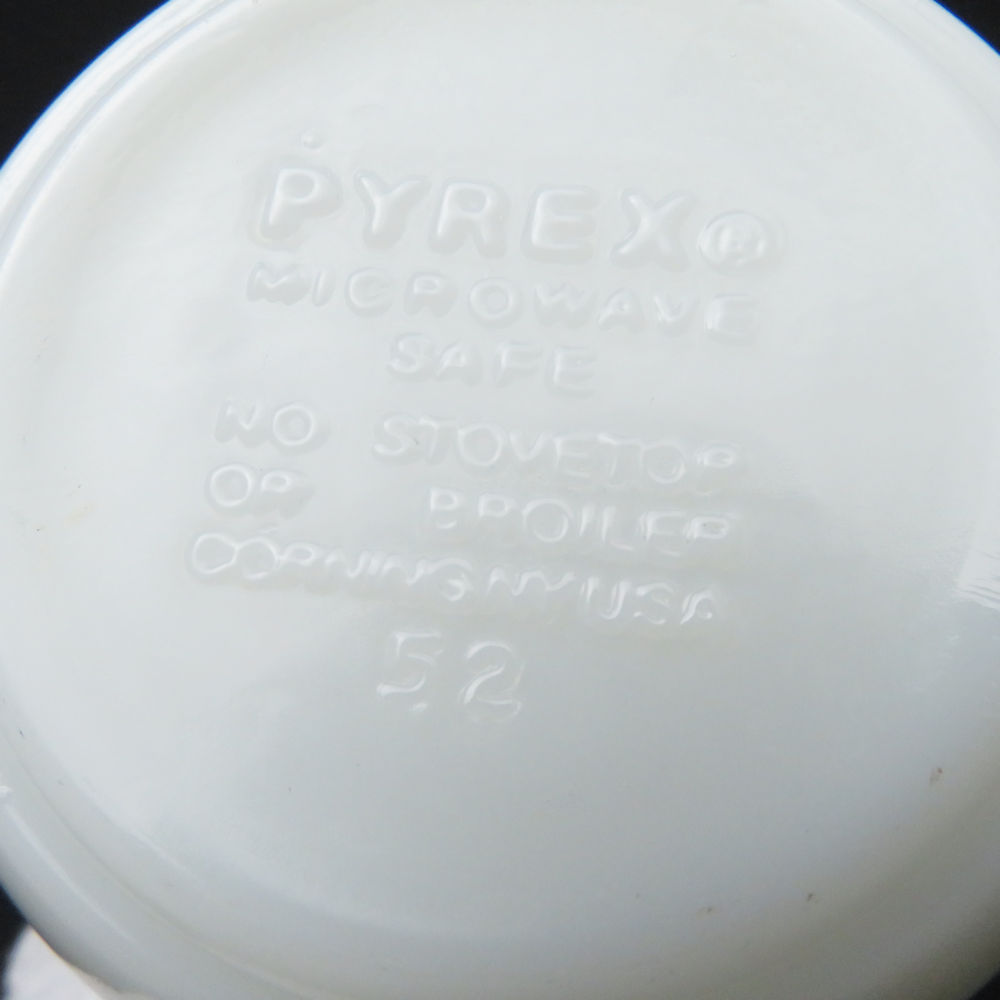 PYREX®
MICROWAVE
SAFE
NO STOVETOP
OR BROILER
CORNING NY USA
52